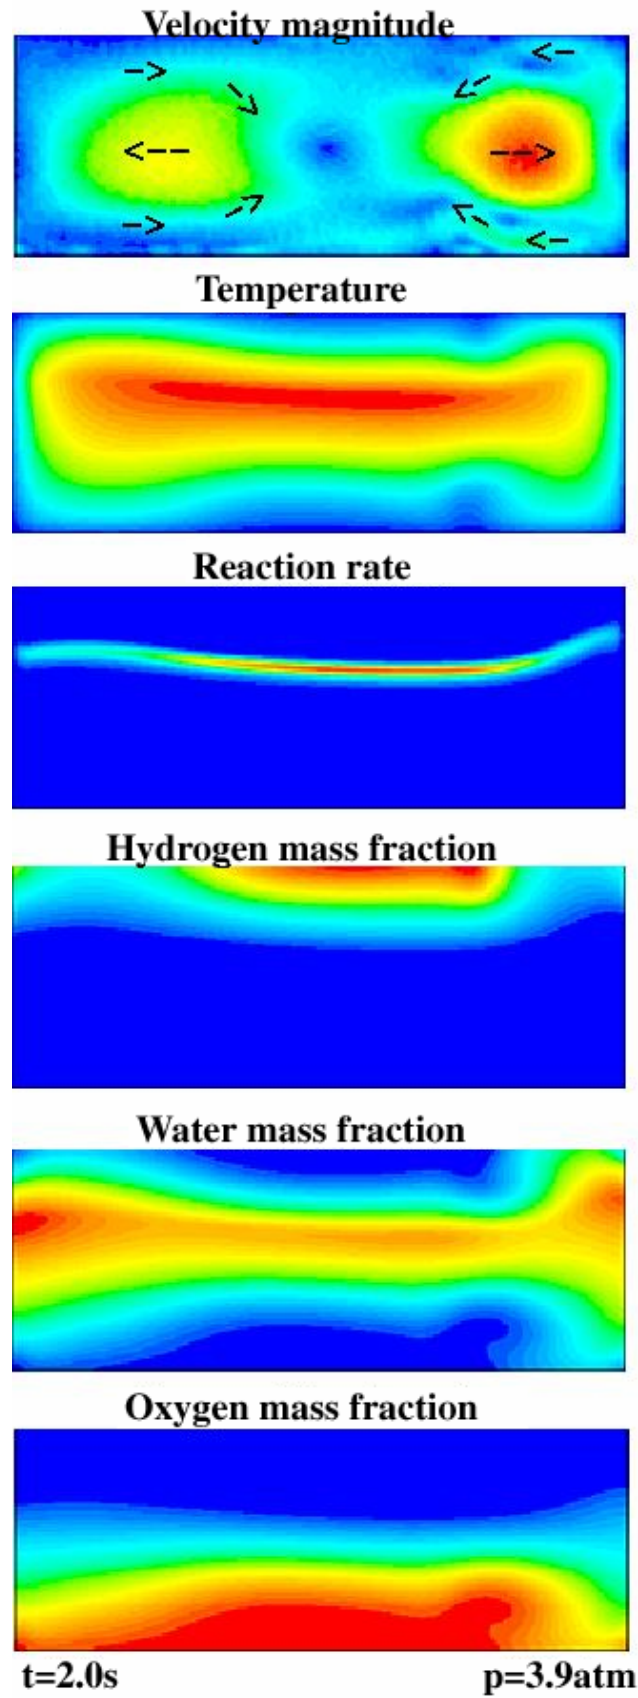 Velocity magnitude
Temperature
Reaction rate
Hydrogen mass fraction
Water mass fraction
Oxygen mass fraction
t=2.0s p=3.9atm